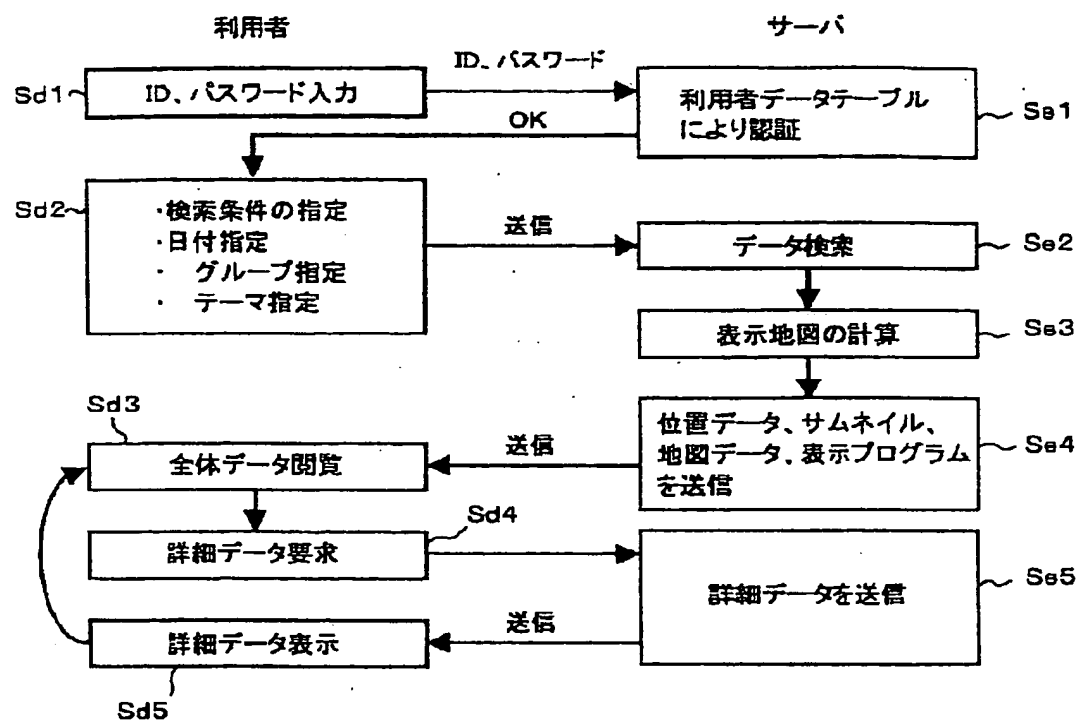 利用者
サーバ
Sd1
ID、パスワード入力
ID、パスワード
利用者データテーブル
により認証
Se1
OK
Sd2
・検索条件の指定
・日付指定
・ グループ指定
・ テーマ指定
送信
データ検索
Se2
表示地図の計算
Se3
Sd3
全体データ閲覧
送信
位置データ、サムネイル、
地図データ、表示プログラム
を送信
Se4
Sd4
詳細データ要求
詳細データを送信
Se5
詳細データ表示
送信
Sd5